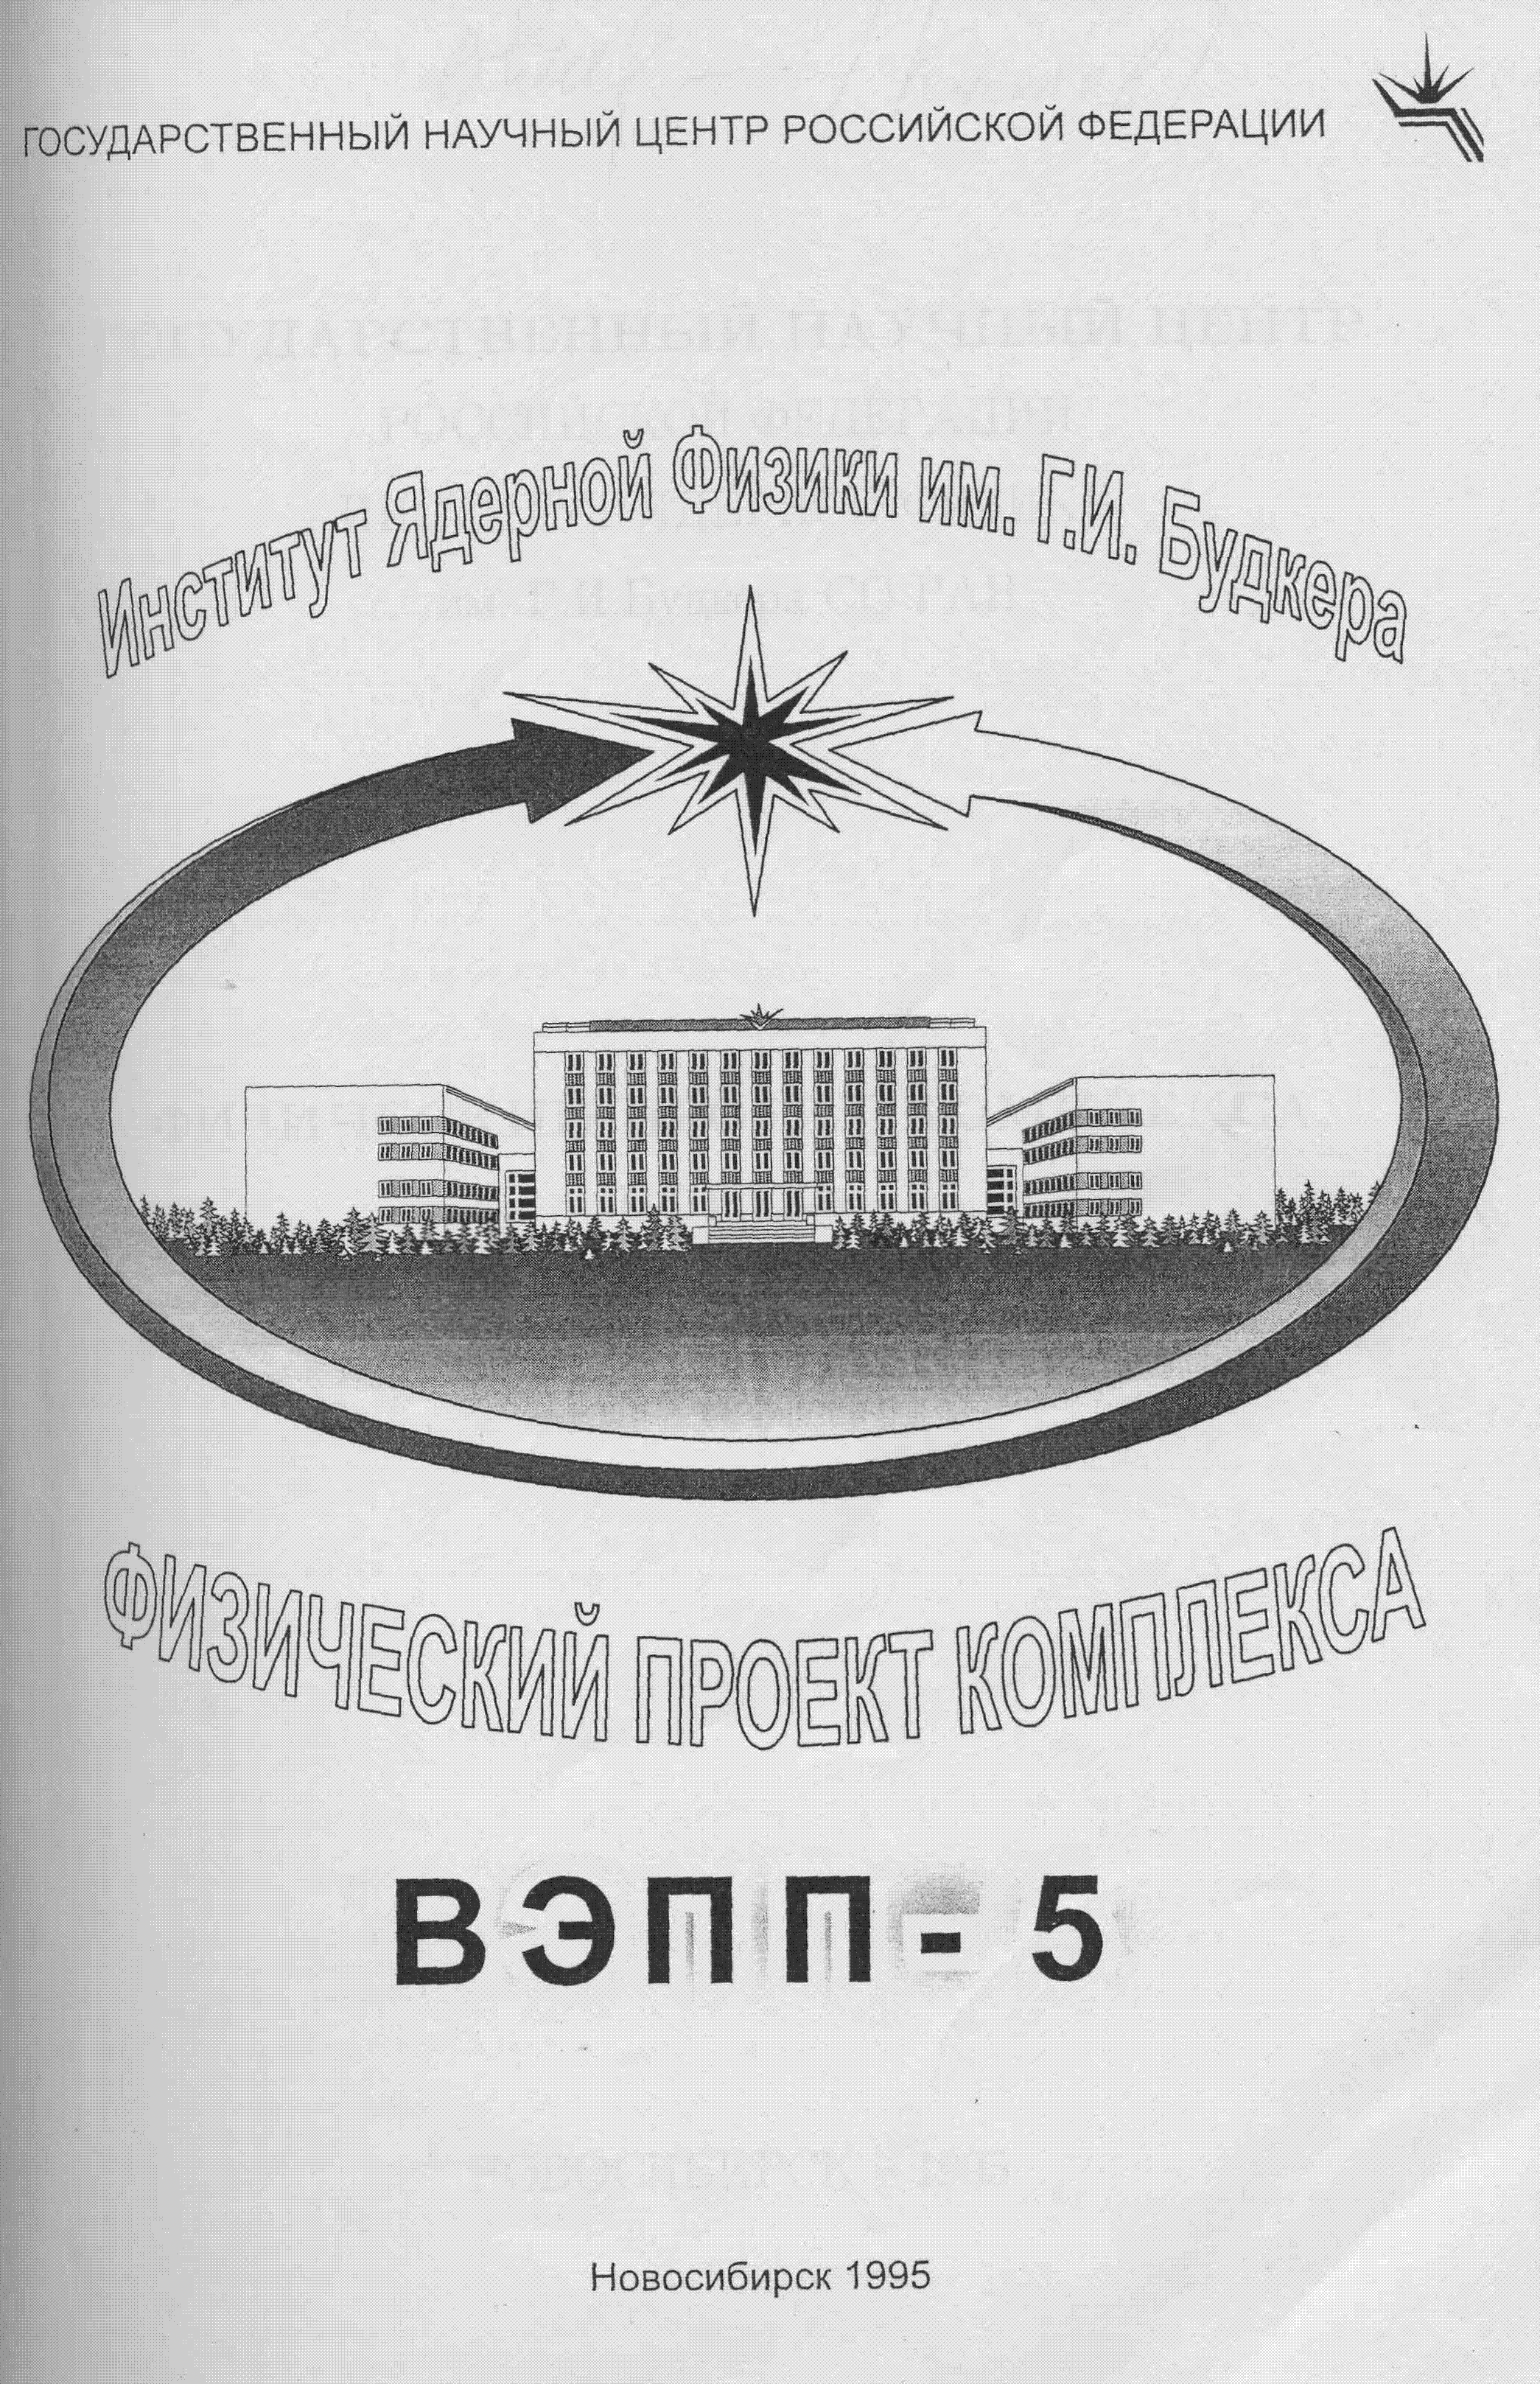 ГОСУДАРСТВЕННЫЙ НАУЧНЫЙ ЦЕНТР РОССИЙСКОЙ ФЕДЕРАЦИИ
Институт Ядерной Физики им. Г.И. Будкера
ФИЗИЧЕСКИЙ ПРОЕКТ КОМПЛЕКСА
ВЭПП - 5
Новосибирск 1995